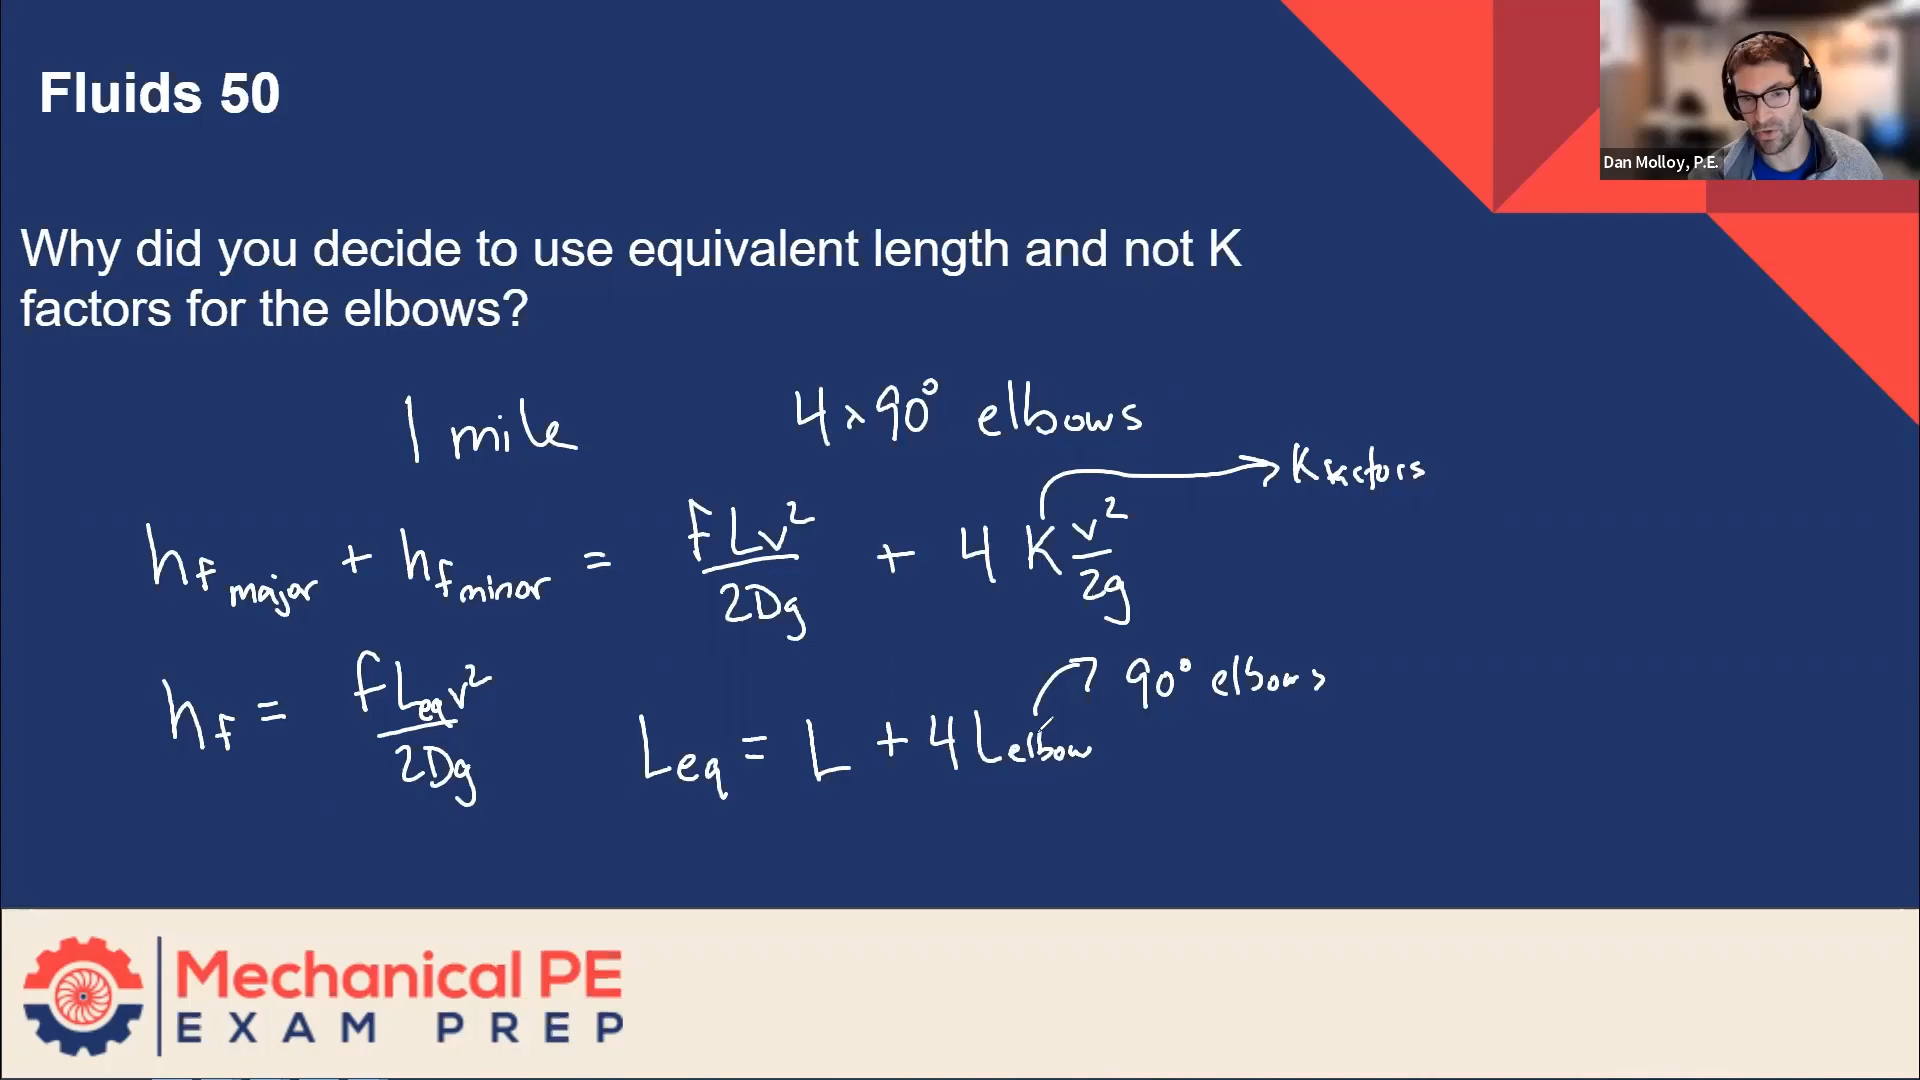 Fluids 50
Dan Molloy, P.E.
Why did you decide to use equivalent length and not K
factors for the elbows?
1 mile 4 x 90° elbows
K factors
hf major + hf minor = fLv²/2Dg + 4 K v²/2g
90° elbows
hf = fLeqv²/2Dg Leq = L + 4 Lelbow
Mechanical PE
EXAM PREP